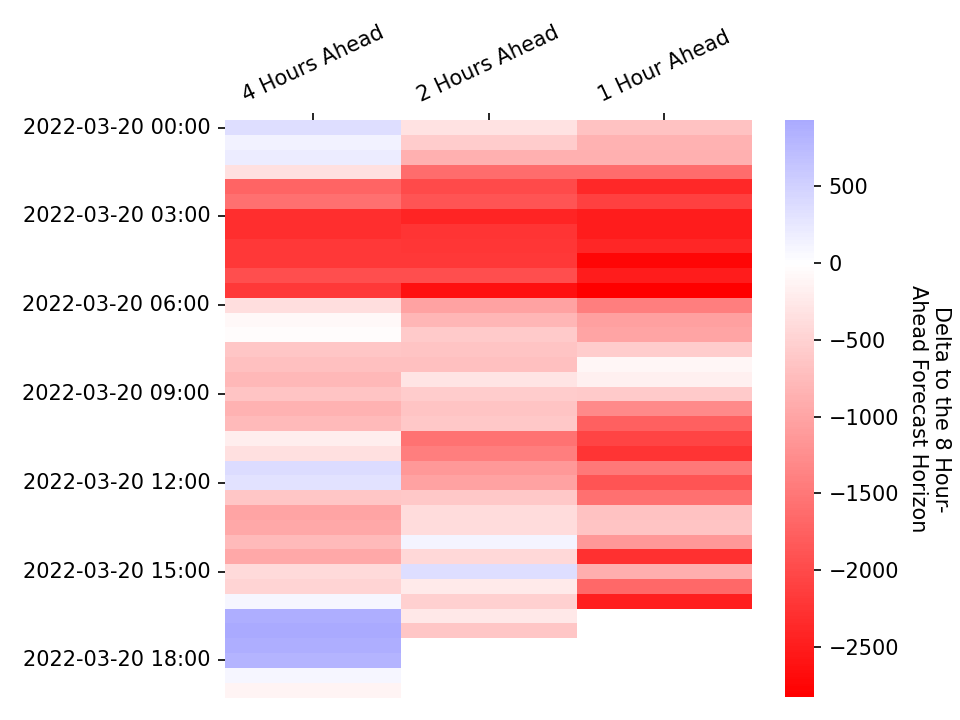 4 Hours Ahead
2 Hours Ahead
1 Hour Ahead
2022-03-20 00:00
2022-03-20 03:00
2022-03-20 06:00
2022-03-20 09:00
2022-03-20 12:00
2022-03-20 15:00
2022-03-20 18:00
500
0
−500
−1000
−1500
−2000
−2500
Delta to the 8 Hour-
Ahead Forecast Horizon